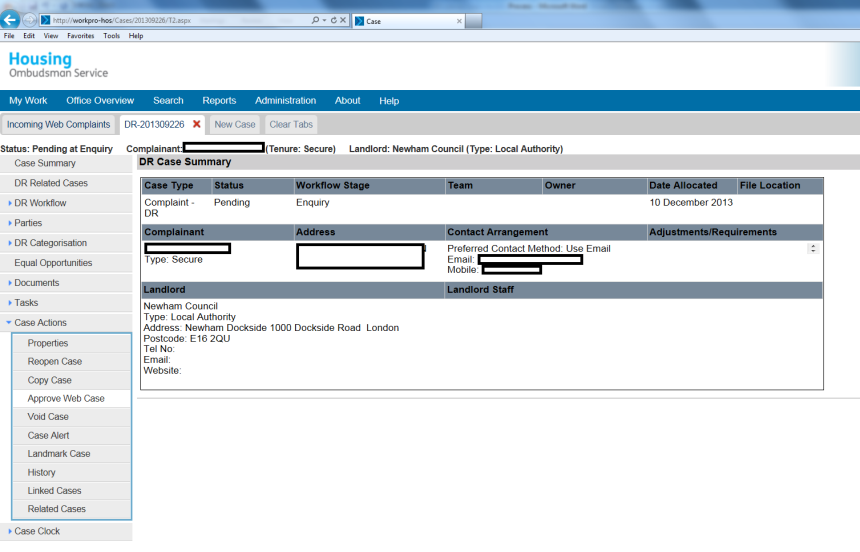 http://workpro-hos/Cases/201309226/T2.aspx
Case
File Edit View Favorites Tools Help
Housing
Ombudsman Service
My Work Office Overview Search Reports Administration About Help
Incoming Web Complaints DR-201309226 New Case Clear Tabs
Status: Pending at Enquiry Complainant: (Tenure: Secure) Landlord: Newham Council (Type: Local Authority)
Case Summary
DR Related Cases
DR Workflow
Parties
DR Categorisation
Equal Opportunities
Documents
Tasks
Case Actions
Properties
Reopen Case
Copy Case
Approve Web Case
Void Case
Case Alert
Landmark Case
History
Linked Cases
Related Cases
Case Clock
DR Case Summary
Case Type Status Workflow Stage Team Owner Date Allocated File Location
Complaint - Pending Enquiry 10 December 2013
DR
Complainant Address Contact Arrangement Adjustments/Requirements
Preferred Contact Method: Use Email
Type: Secure Email:
Mobile:
Landlord Landlord Staff
Newham Council
Type: Local Authority
Address: Newham Dockside 1000 Dockside Road London
Postcode: E16 2QU
Tel No:
Email:
Website: